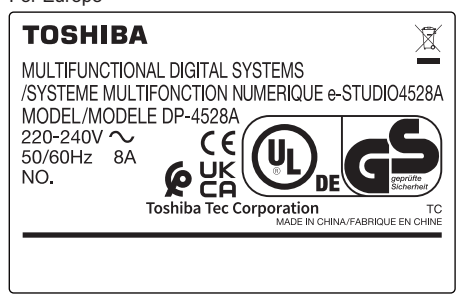 For Europe
TOSHIBA
MULTIFUNCTIONAL DIGITAL SYSTEMS
/SYSTEME MULTIFONCTION NUMERIQUE e-STUDIO4528A
MODEL/MODELE DP-4528A
220-240V ~
50/60Hz 8A
NO.
CE
UK
CA
UL
®
DE
GS
geprüfte
Sicherheit
Toshiba Tec Corporation
TC
MADE IN CHINA/FABRIQUE EN CHINE